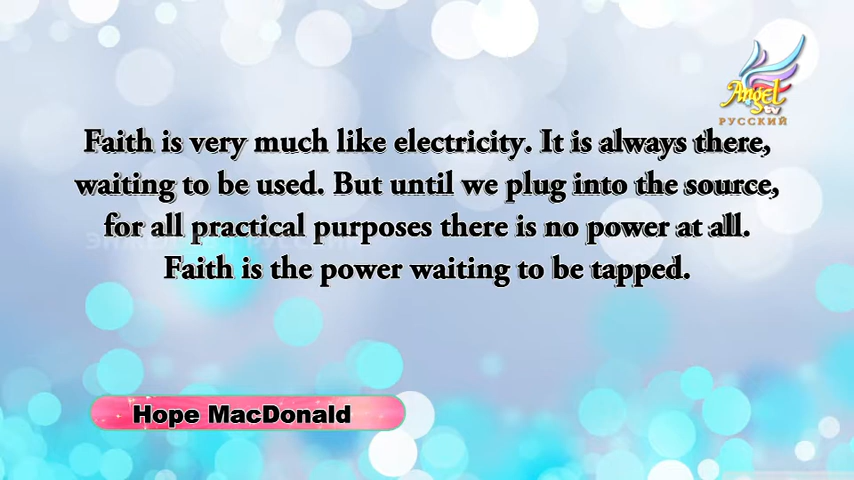 Angel
tv
РУССКИЙ
Faith is very much like electricity. It is always there,
waiting to be used. But until we plug into the source,
for all practical purposes there is no power at all.
Faith is the power waiting to be tapped.
Hope MacDonald